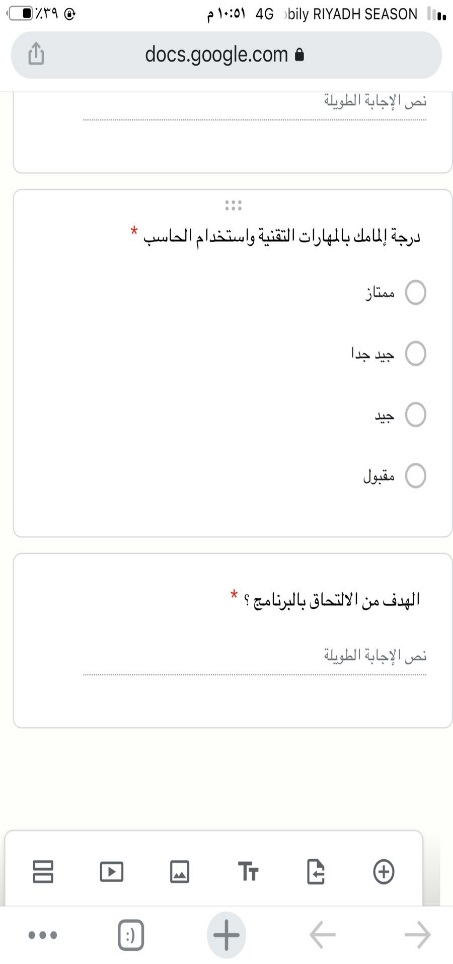 ٪٣٩ ١٠:٥١ م 4G bily RIYADH SEASON
docs.google.com
نص الإجابة الطويلة
درجة إلمامك بالمهارات التقنية واستخدام الحاسب *
ممتاز
جيد جدا
جيد
مقبول
الهدف من الالتحاق بالبرنامج ؟ *
نص الإجابة الطويلة
Tт
:)